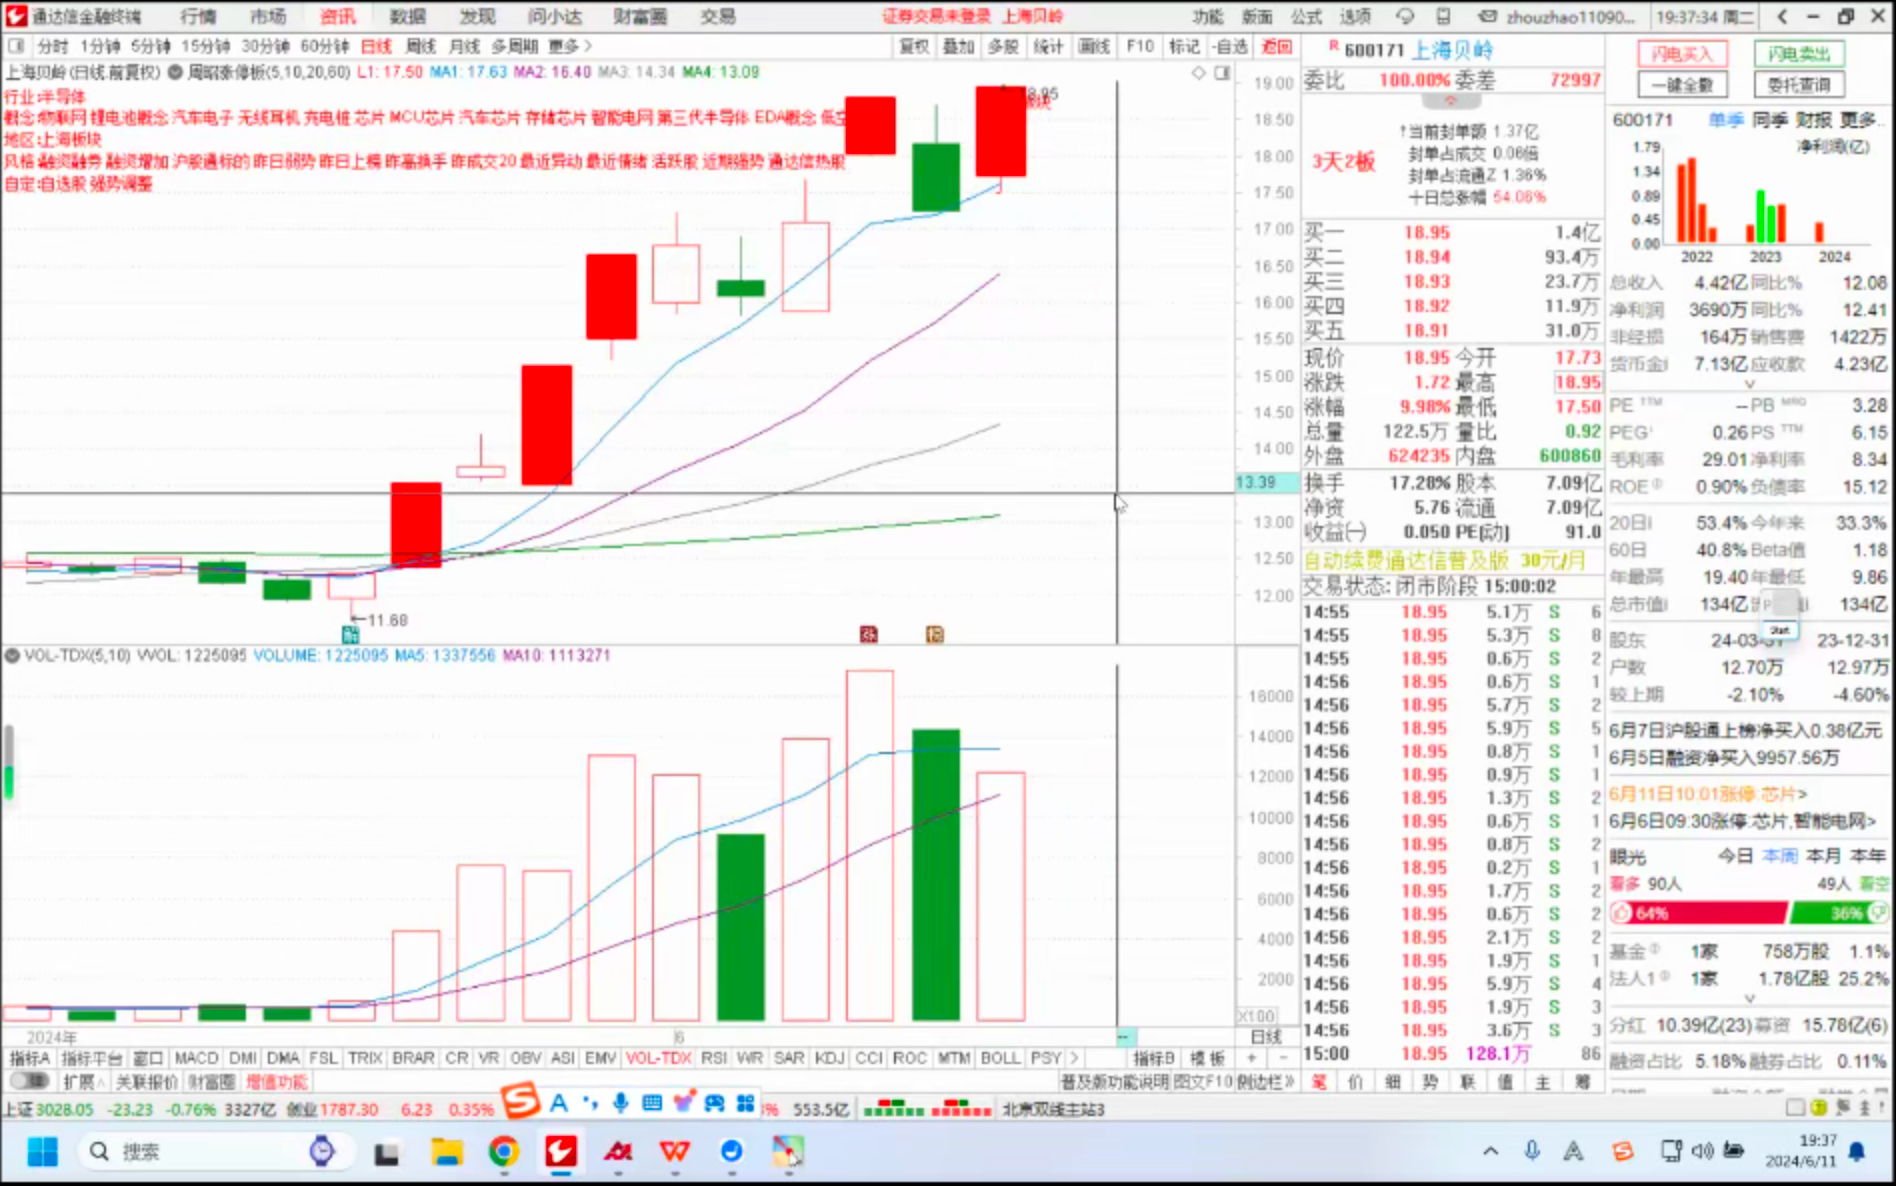 通达信金融终端 行情 市场 资讯 数据 发现 问小达 财富圈 交易 证券交易未登录 上海贝岭 功能 版面 公式 选项 zhouzhao11090... 19:37:34 周二
分时 1分钟 5分钟 15分钟 30分钟 60分钟 日线 周线 月线 多周期 更多> 复权 叠加 多股 统计 画线 F10 标记 -自选 返回
上海贝岭(日线.前复权) 周昭涨停板(5,10,20,60) L1: 17.50 MA1: 17.63 MA2: 16.40 MA3: 14.34 MA4: 13.09
行业:半导体
概念:物联网 锂电池概念 汽车电子 无线耳机 充电桩 芯片 MCU芯片 汽车芯片 存储芯片 智能电网 第三代半导体 EDA概念
地区:上海板块
风格:融资融券 融资增加 沪股通标的 昨日弱势 昨日上榜 昨高换手 昨成交20 最近异动 最近情绪 活跃股 近期强势 通达信热股
自定:自选股 强势调整
19.00
18.50
18.00
17.50
17.00
16.50
16.00
15.50
15.00
14.50
14.00
13.39
13.00
12.50
12.00
←11.68
VOL-TDX(5,10) VVOL: 1225095 VOLUME: 1225095 MA5: 1337556 MA10: 1113271
16000
14000
12000
10000
8000
6000
4000
2000
X100
2024年 6 日线
指标A 指标平台 窗口 MACD DMI DMA FSL TRIX BRAR CR VR OBV ASI EMV VOL-TDX RSI WR SAR KDJ CCI ROC MTM BOLL PSY > 指标B 模板 + -
扩展∧ 关联报价 财富圈 增值功能 普及版功能说明 图文F10 侧边栏》
上证3028.05 -23.23 -0.76% 3327亿 创业1787.30 6.23 0.35% 553.5亿 北京双线主站3
R 600171 上海贝岭
委比 100.00% 委差 72997
3天2板
当前封单额 1.37亿
封单占成交 0.06倍
封单占流通Z 1.36%
十日总涨幅 54.06%
买一 18.95 1.4亿
买二 18.94 93.4万
买三 18.93 23.7万
买四 18.92 11.9万
买五 18.91 31.0万
现价 18.95 今开 17.73
涨跌 1.72 最高 18.95
涨幅 9.98% 最低 17.50
总量 122.5万 量比 0.92
外盘 624235 内盘 600860
换手 17.28% 股本 7.09亿
净资 5.76 流通 7.09亿
收益(一) 0.050 PE(动) 91.0
自动续费通达信普及版 30元/月
交易状态: 闭市阶段 15:00:02
14:55 18.95 5.1万 S 6
14:55 18.95 5.3万 S 8
14:55 18.95 0.6万 S 2
14:56 18.95 0.6万 S 1
14:56 18.95 5.7万 S 2
14:56 18.95 5.9万 S 5
14:56 18.95 0.8万 S 1
14:56 18.95 0.9万 S 1
14:56 18.95 1.3万 S 2
14:56 18.95 0.6万 S 1
14:56 18.95 0.8万 S 2
14:56 18.95 0.2万 S 1
14:56 18.95 1.7万 S 2
14:56 18.95 0.6万 S 2
14:56 18.95 2.1万 S 2
14:56 18.95 1.9万 S 1
14:56 18.95 5.9万 S 4
14:56 18.95 1.9万 S 3
14:56 18.95 3.6万 S 3
15:00 18.95 128.1万 86
笔 价 细 势 联 值 主 筹
闪电买入 闪电卖出
一键全撤 委托查询
600171 单季 同季 财报 更多..
净利润(亿)
1.79
1.34
0.89
0.45
0.00
2022 2023 2024
总收入 4.42亿 同比% 12.08
净利润 3690万 同比% 12.41
非经损 164万 销售费 1422万
货币金 7.13亿 应收款 4.23亿
PE TTM -- PB MRQ 3.28
PEG 0.26 PS TTM 6.15
毛利率 29.01 净利率 8.34
ROE 0.90% 负债率 15.12
20日 53.4% 今年来 33.3%
60日 40.8% Beta值 1.18
年最高 19.40 年最低 9.86
总市值 134亿 134亿
Start
股东 24-03-31 23-12-31
户数 12.70万 12.97万
较上期 -2.10% -4.60%
6月7日沪股通上榜净买入0.38亿元
6月5日融资净买入9957.56万
6月11日10:01涨停:芯片>
6月6日09:30涨停:芯片,智能电网>
眼光 今日 本周 本月 本年
看多 90人 49人 看空
64% 36%
基金 1家 758万股 1.1%
法人1 1家 1.78亿股 25.2%
分红 10.39亿(23) 募资 15.78亿(6)
融资占比 5.18% 融券占比 0.11%
搜索
19:37
2024/6/11